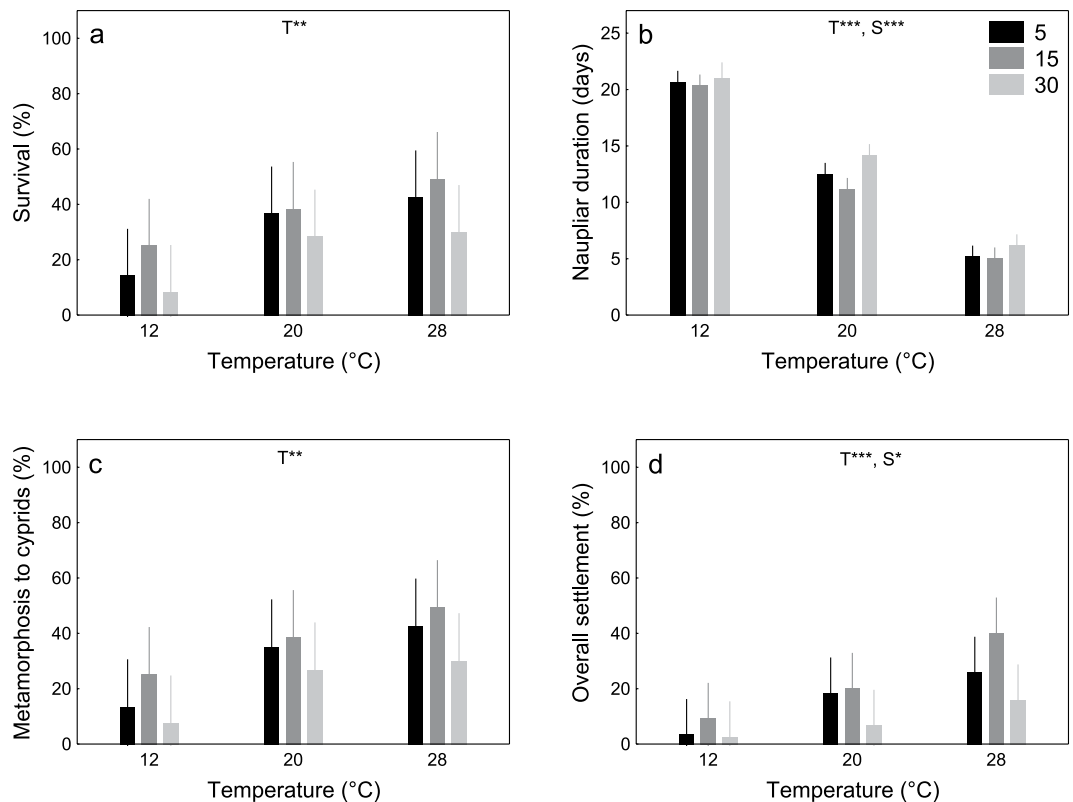 a
T**
100
80
60
40
20
0
Survival (%)
12 20 28
Temperature (°C)
b
T***, S***
5
15
30
25
20
15
10
5
0
Naupliar duration (days)
12 20 28
Temperature (°C)
c
T**
100
80
60
40
20
0
Metamorphosis to cyprids (%)
12 20 28
Temperature (°C)
d
T***, S*
100
80
60
40
20
0
Overall settlement (%)
12 20 28
Temperature (°C)